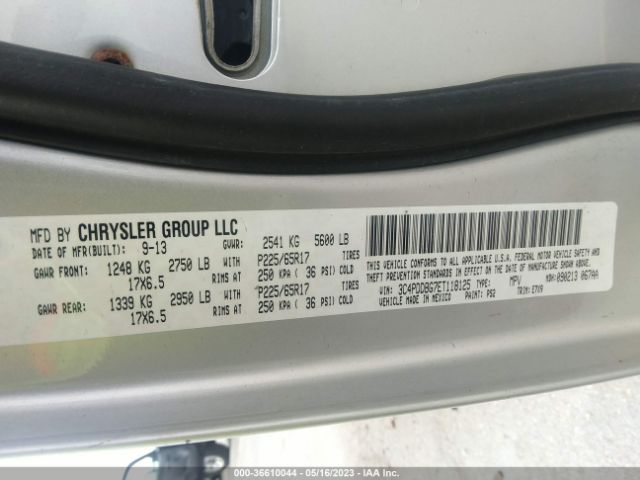 MFD BY CHRYSLER GROUP LLC
DATE OF MFR(BUILT): 9-13 GVWR: 2541 KG 5600 LB
GAWR FRONT: 1248 KG 2750 LB WITH P225/65R17 TIRES
17X6.5 RIMS AT 250 KPA ( 36 PSI) COLD
GAWR REAR: 1339 KG 2950 LB WITH P225/65R17 TIRES
17X6.5 RIMS AT 250 KPA ( 36 PSI) COLD
THIS VEHICLE CONFORMS TO ALL APPLICABLE U.S.A. FEDERAL MOTOR VEHICLE SAFETY AND
THEFT PREVENTION STANDARDS IN EFFECT ON THE DATE OF MANUFACTURE SHOWN ABOVE
VIN: 3C4PDDBG7ET118125 TYPE: MPV MDH: 090213 067AA
VEHICLE MADE IN MEXICO PAINT: PS2 TRIM:
000-36610044 - 05/16/2023 - IAA Inc.